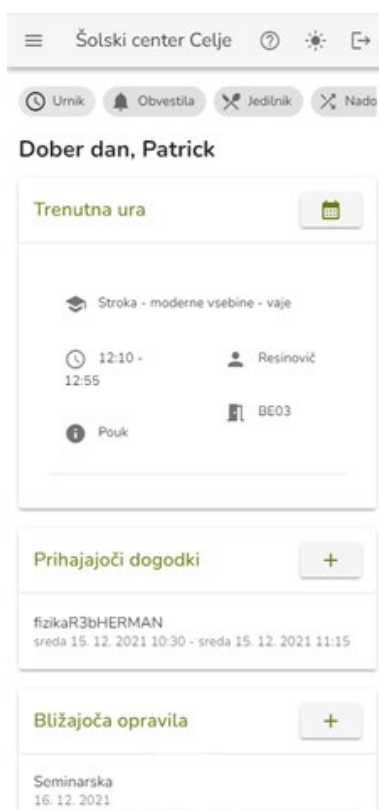 Šolski center Celje
Urnik Obvestila Jedilnik Nado
Dober dan, Patrick
Trenutna ura
Stroka - moderne vsebine - vaje
12:10 - Resinovič
12:55
BE03
Pouk
Prihajajoči dogodki +
fizikaR3bHERMAN
sreda 15. 12. 2021 10:30 - sreda 15. 12. 2021 11:15
Bližajoča opravila +
Seminarska
16. 12. 2021